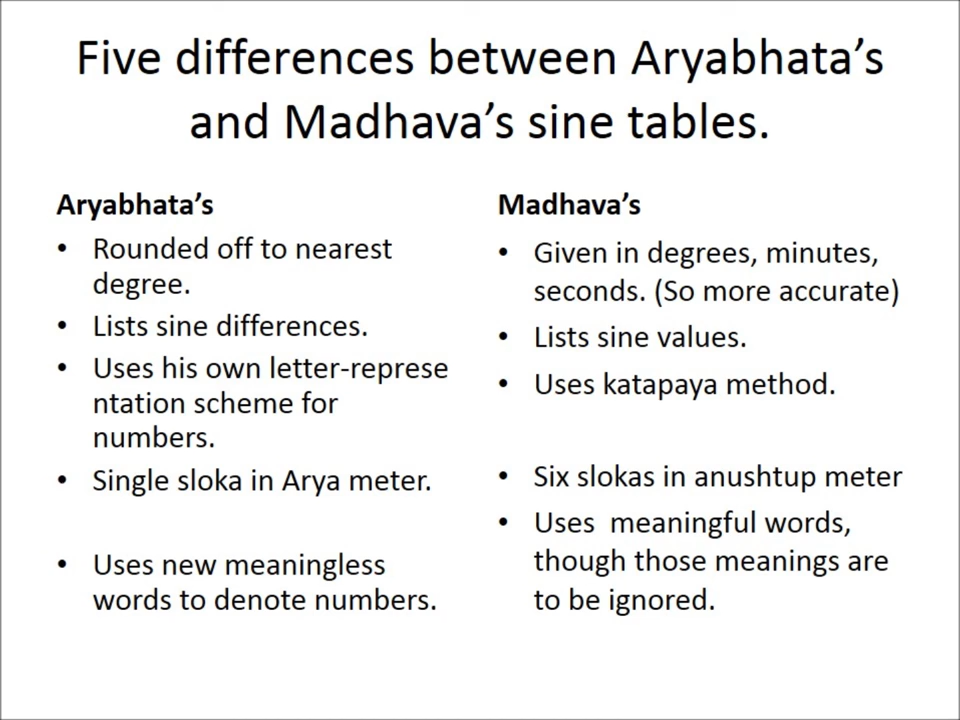 Five differences between Aryabhata’s
and Madhava’s sine tables.
Aryabhata’s
• Rounded off to nearest
degree.
• Lists sine differences.
• Uses his own letter-represe
ntation scheme for
numbers.
• Single sloka in Arya meter.
• Uses new meaningless
words to denote numbers.
Madhava’s
• Given in degrees, minutes,
seconds. (So more accurate)
• Lists sine values.
• Uses katapaya method.
• Six slokas in anushtup meter
• Uses  meaningful words,
though those meanings are
to be ignored.